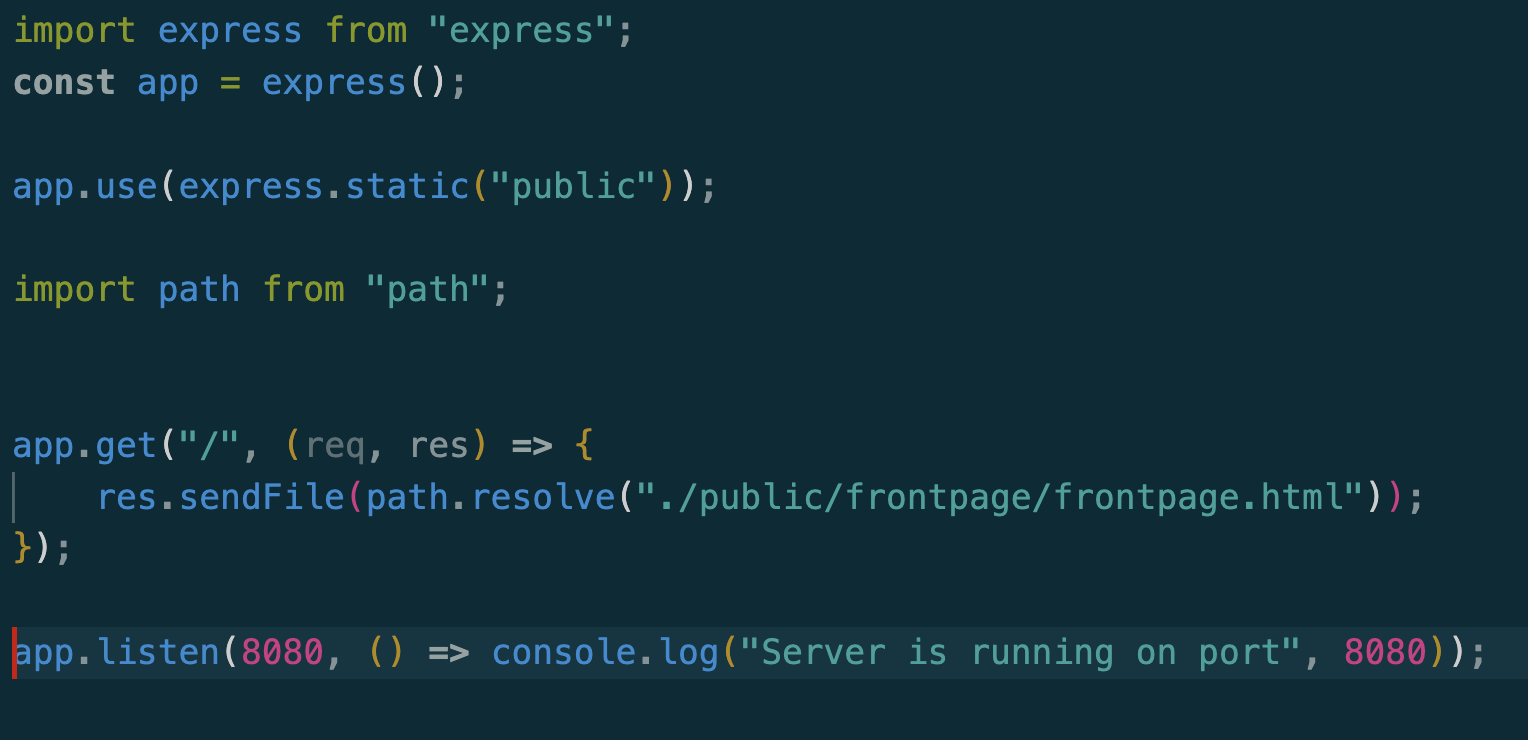 import express from "express";
const app = express();
app.use(express.static("public"));
import path from "path";
app.get("/", (req, res) => {
    res.sendFile(path.resolve("./public/frontpage/frontpage.html"));
});
app.listen(8080, () => console.log("Server is running on port", 8080));